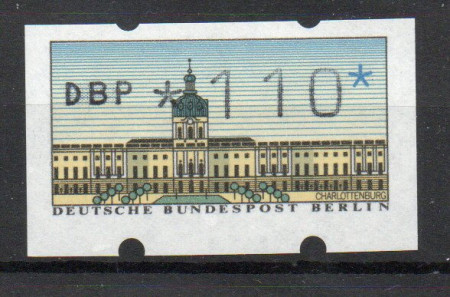 DBP *110*
CHARLOTTENBURG
DEUTSCHE BUNDESPOST BERLIN